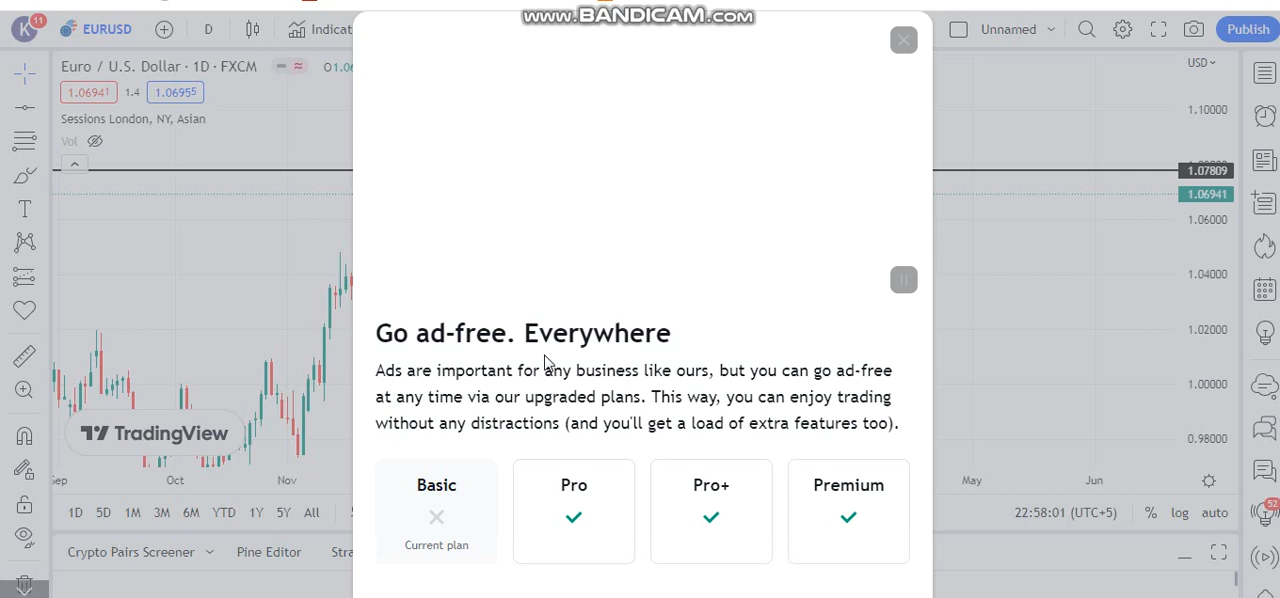 www.BANDICAM.com
K 11 EURUSD D Indicat
Unnamed Publish
Euro / U.S. Dollar · 1D · FXCM O1.0
USD
1.06941 1.4 1.06955
1.10000
Sessions London, NY, Asian
Vol
1.07809
1.06941
1.06000
1.04000
1.02000
1.00000
0.98000
Go ad-free. Everywhere
Ads are important for any business like ours, but you can go ad-free
at any time via our upgraded plans. This way, you can enjoy trading
without any distractions (and you'll get a load of extra features too).
TradingView
Basic Pro Pro+ Premium
Current plan
Oct Nov May Jun
1D 5D 1M 3M 6M YTD 1Y 5Y All
22:58:01 (UTC+5) % log auto
52
Crypto Pairs Screener Pine Editor Stra